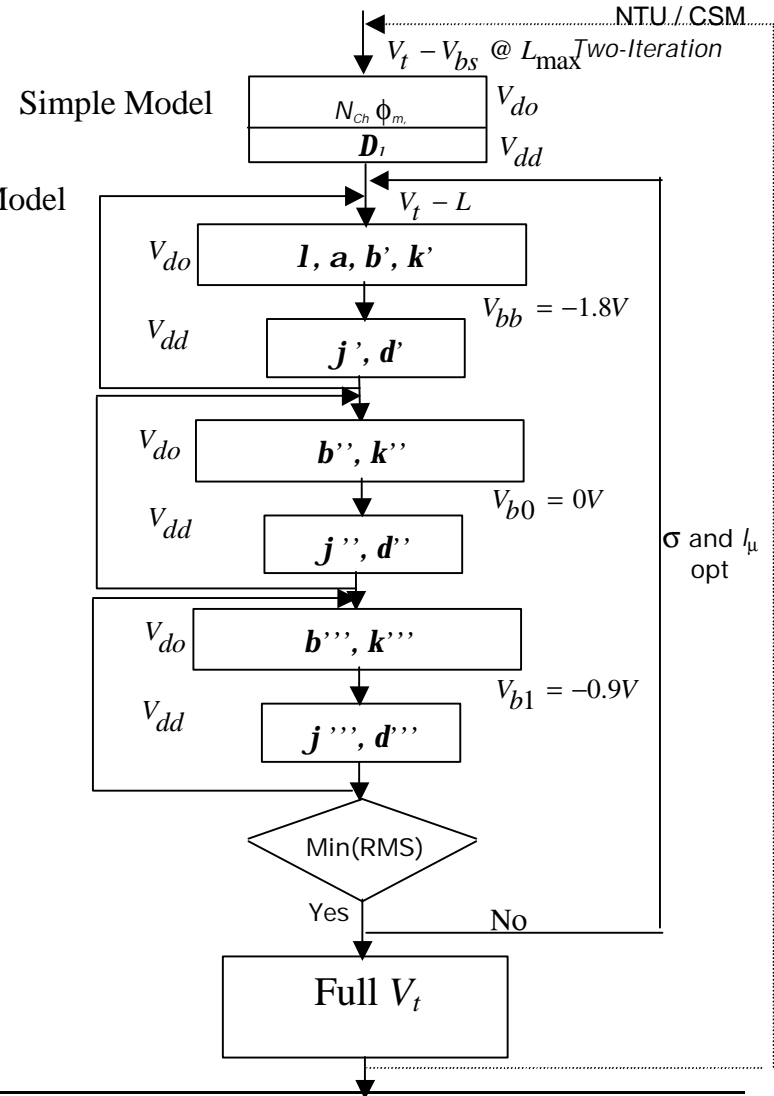 NTU / CSM
V_t − V_bs @ L_max Two-Iteration
Simple Model
N_Ch ϕ_m,
V_do
D_1
V_dd
Model
V_t − L
V_do
l, a, b', k'
V_bb = −1.8V
V_dd
j ', d'
V_do
b'', k''
V_b0 = 0V
V_dd
j '', d''
σ and l_μ
opt
V_do
b''', k'''
V_b1 = −0.9V
V_dd
j ''', d'''
Min(RMS)
Yes
No
Full V_t